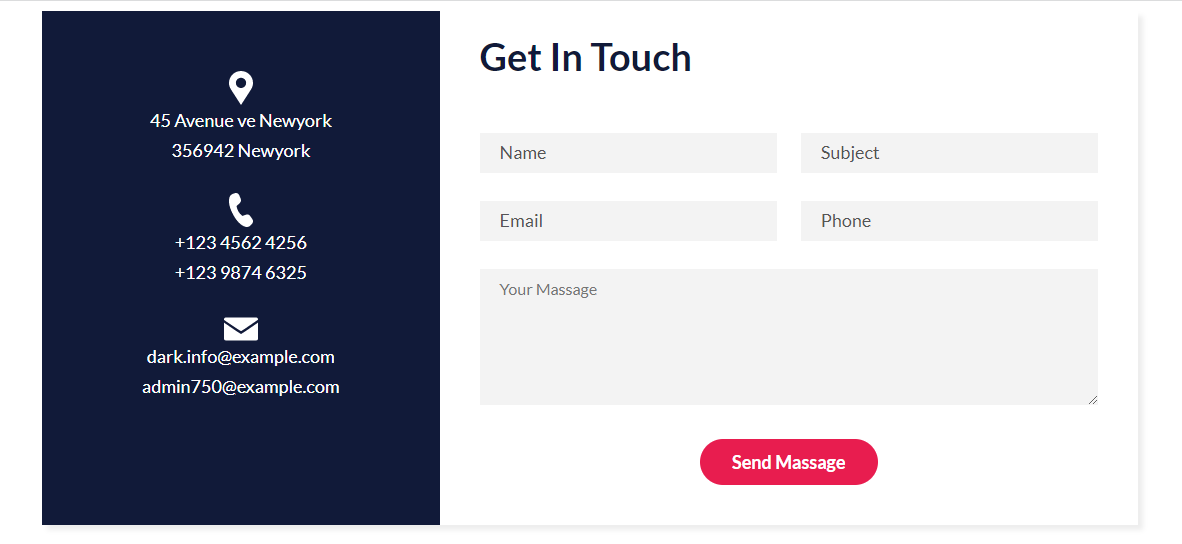 45 Avenue ve Newyork
356942 Newyork
+123 4562 4256
+123 9874 6325
dark.info@example.com
admin750@example.com
Get In Touch
Name
Subject
Email
Phone
Your Massage
Send Massage